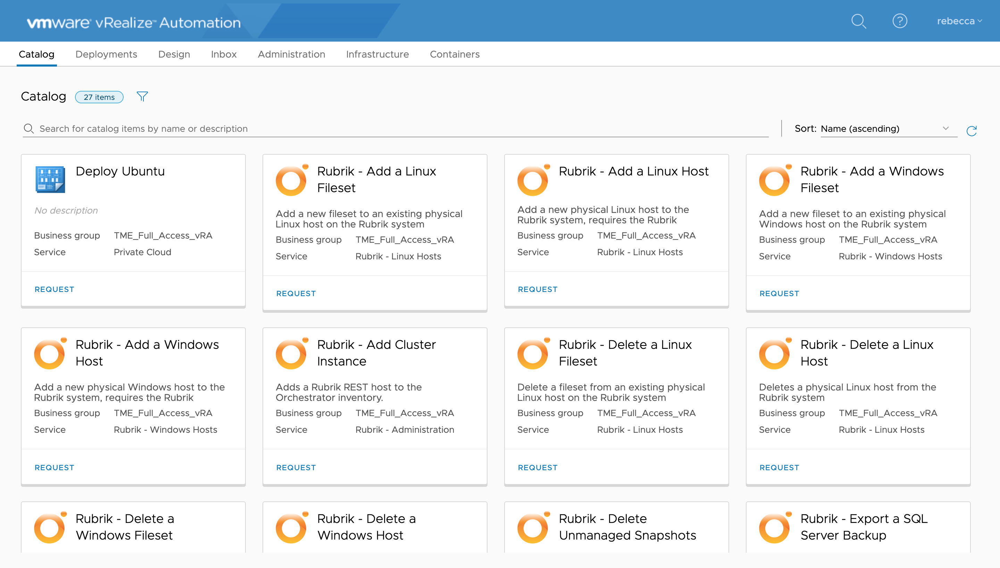 vmware® vRealize™ Automation
rebecca
Catalog Deployments Design Inbox Administration Infrastructure Containers
Catalog 27 items
Search for catalog items by name or description
Sort: Name (ascending)
Deploy Ubuntu
No description
Business group TME_Full_Access_vRA
Service Private Cloud
REQUEST
Rubrik - Add a Linux
Fileset
Add a new fileset to an existing physical
Linux host on the Rubrik system
Business group TME_Full_Access_vRA
Service Rubrik - Linux Hosts
REQUEST
Rubrik - Add a Linux Host
Add a new physical Linux host to the
Rubrik system, requires the Rubrik
Business group TME_Full_Access_vRA
Service Rubrik - Linux Hosts
REQUEST
Rubrik - Add a Windows
Fileset
Add a new fileset to an existing physical
Windows host on the Rubrik system
Business group TME_Full_Access_vRA
Service Rubrik - Windows Hosts
REQUEST
Rubrik - Add a Windows
Host
Add a new physical Windows host to the
Rubrik system, requires the Rubrik
Business group TME_Full_Access_vRA
Service Rubrik - Windows Hosts
REQUEST
Rubrik - Add Cluster
Instance
Adds a Rubrik REST host to the
Orchestrator inventory.
Business group TME_Full_Access_vRA
Service Rubrik - Administration
REQUEST
Rubrik - Delete a Linux
Fileset
Delete a fileset from an existing physical
Linux host on the Rubrik system
Business group TME_Full_Access_vRA
Service Rubrik - Linux Hosts
REQUEST
Rubrik - Delete a Linux
Host
Deletes a physical Linux host from the
Rubrik system
Business group TME_Full_Access_vRA
Service Rubrik - Linux Hosts
REQUEST
Rubrik - Delete a
Windows Fileset
Rubrik - Delete a
Windows Host
Rubrik - Delete
Unmanaged Snapshots
Rubrik - Export a SQL
Server Backup